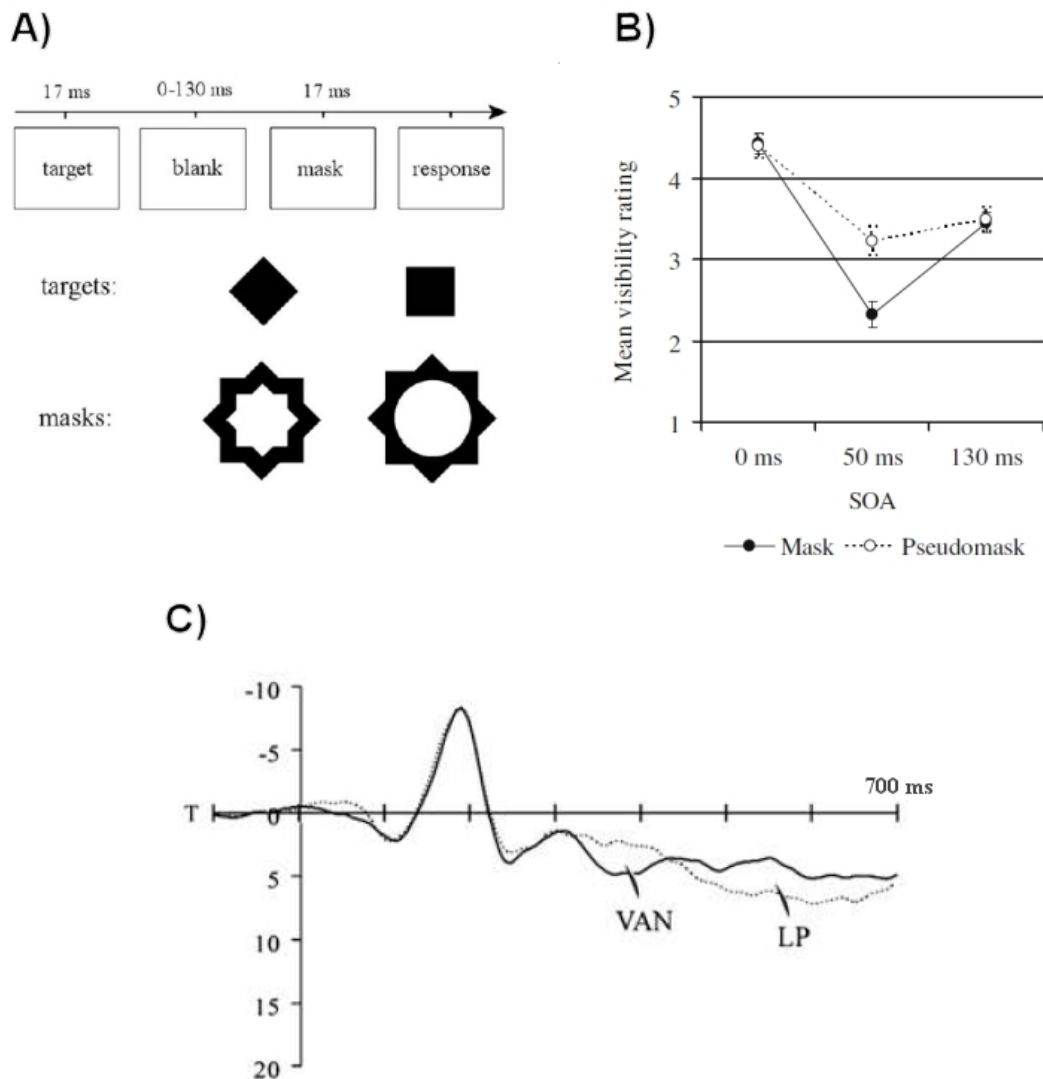 A)
17 ms 0-130 ms 17 ms
target blank mask response
targets:
masks:
B)
Mean visibility rating
5
4
3
2
1
0 ms 50 ms 130 ms
SOA
Mask Pseudomask
C)
-10
-5
T 0 700 ms
5
VAN LP
10
15
20